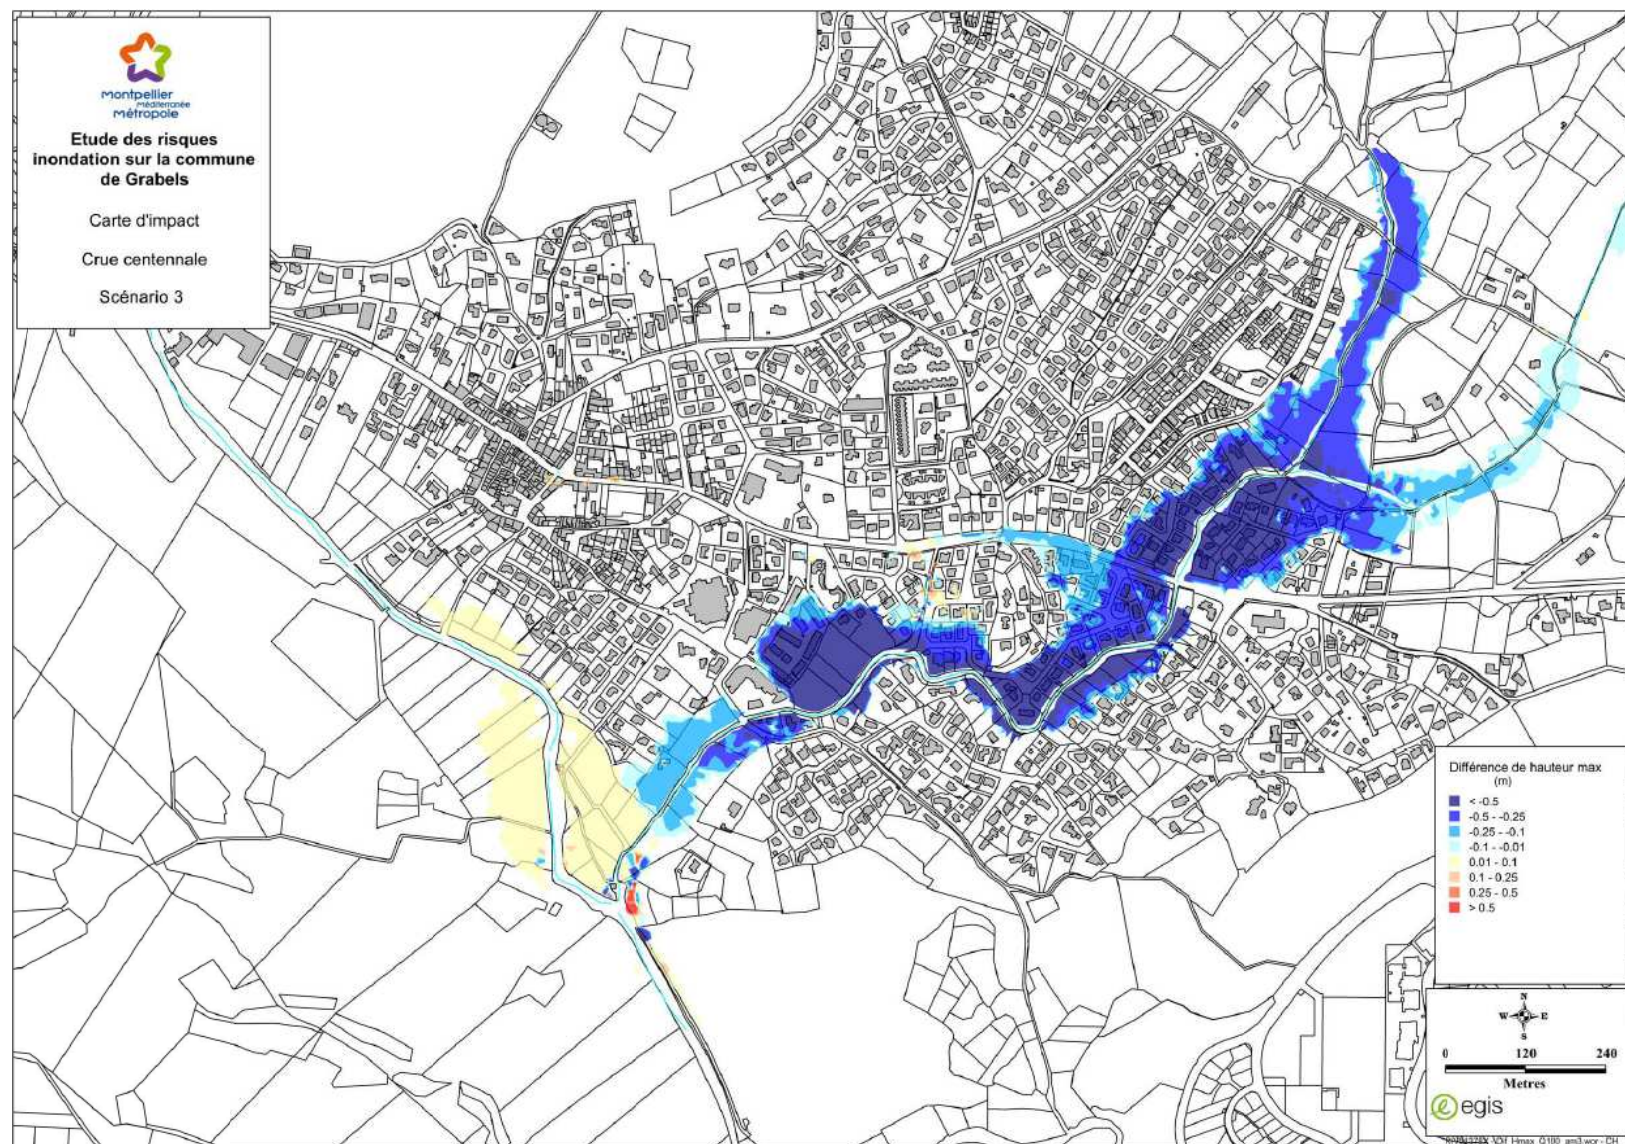 montpellier
méditerranée
métropole
Etude des risques
inondation sur la commune
de Grabels
Carte d'impact
Crue centennale
Scénario 3
Différence de hauteur max
(m)
< -0.5
-0.5 - -0.25
-0.25 - -0.1
-0.1 - -0.01
0.01 - 0.1
0.1 - 0.25
0.25 - 0.5
> 0.5
N
W E
S
0 120 240
Metres
egis